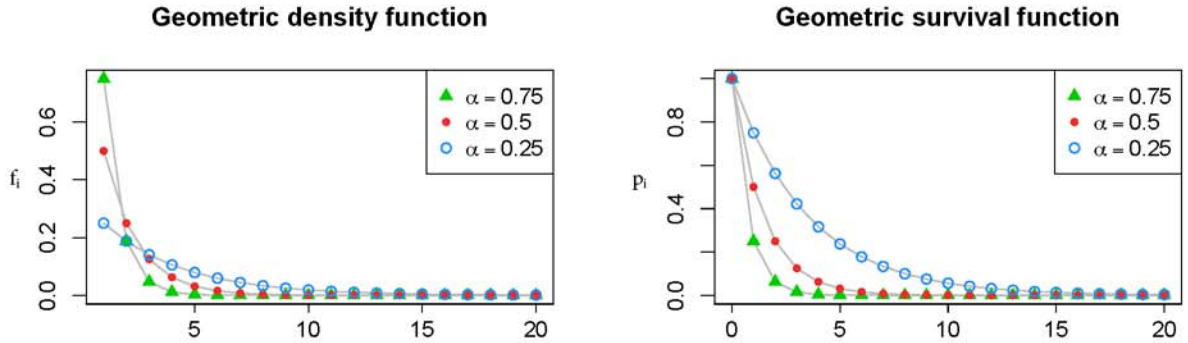 Geometric density function
f_i
0.0
0.2
0.4
0.6
α = 0.75
α = 0.5
α = 0.25
5
10
15
20
Geometric survival function
p_i
0.0
0.4
0.8
α = 0.75
α = 0.5
α = 0.25
0
5
10
15
20